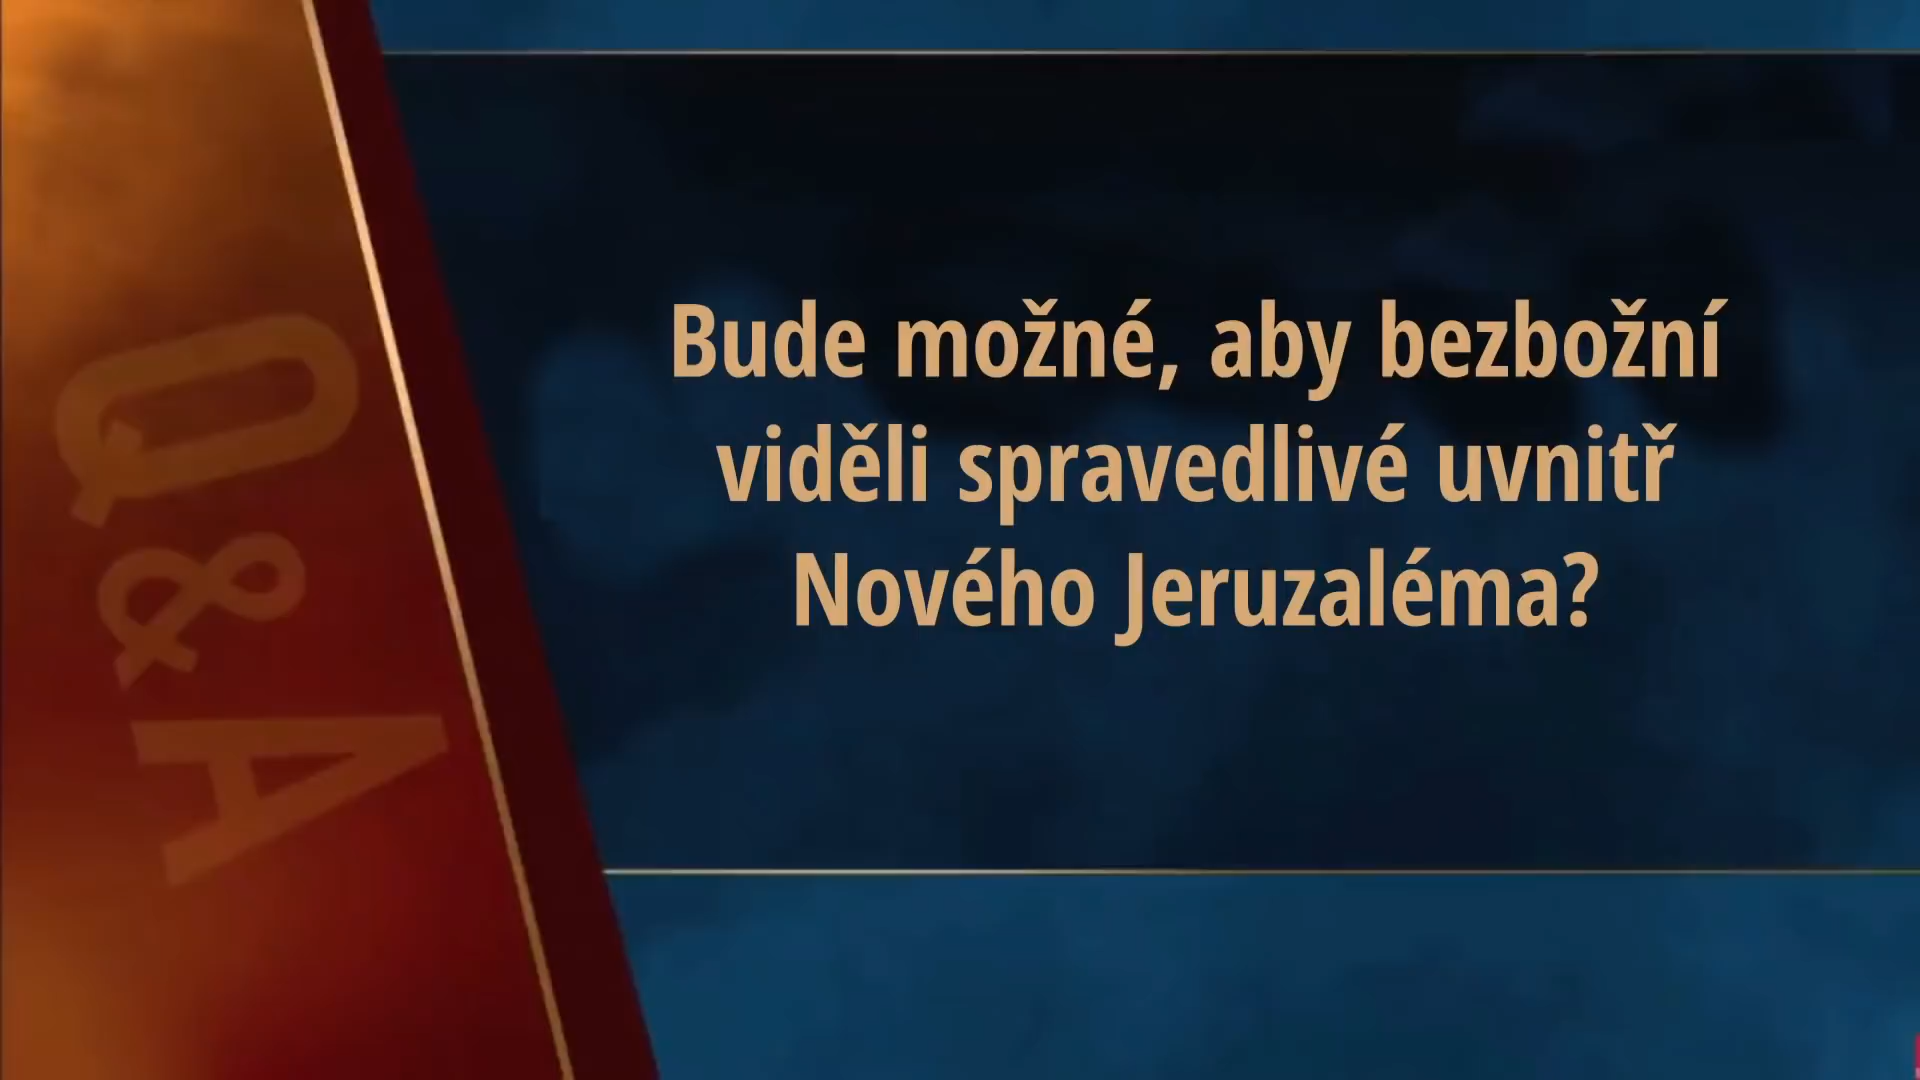 Q&A
Bude možné, aby bezbožní
viděli spravedlivé uvnitř
Nového Jeruzaléma?